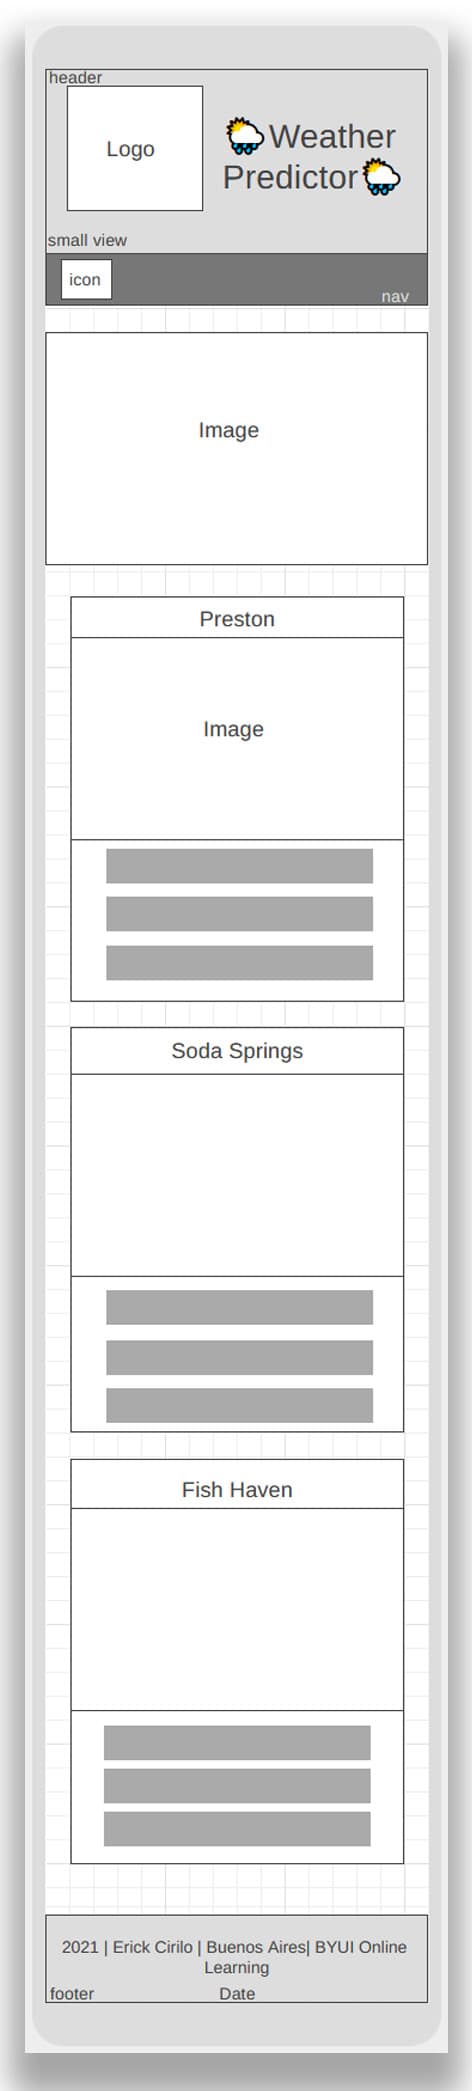 header
Logo
Weather
Predictor
small view
icon
nav
Image
Preston
Image
Soda Springs
Fish Haven
2021 | Erick Cirilo | Buenos Aires| BYUI Online
Learning
footer
Date